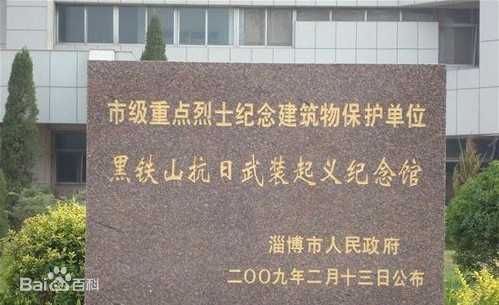 市级重点烈士纪念建筑物保护单位
黑铁山抗日武装起义纪念馆
淄博市人民政府
二〇〇九年二月十三日公布
Bai百科